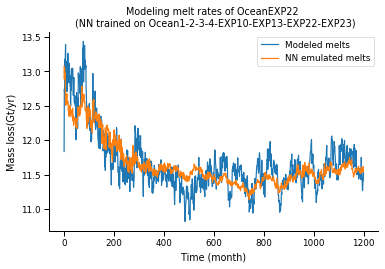 Modeling melt rates of OceanEXP22
(NN trained on Ocean1-2-3-4-EXP10-EXP13-EXP22-EXP23)
Modeled melts
NN emulated melts
Mass loss(Gt/yr)
13.5
13.0
12.5
12.0
11.5
11.0
0 200 400 600 800 1000 1200
Time (month)